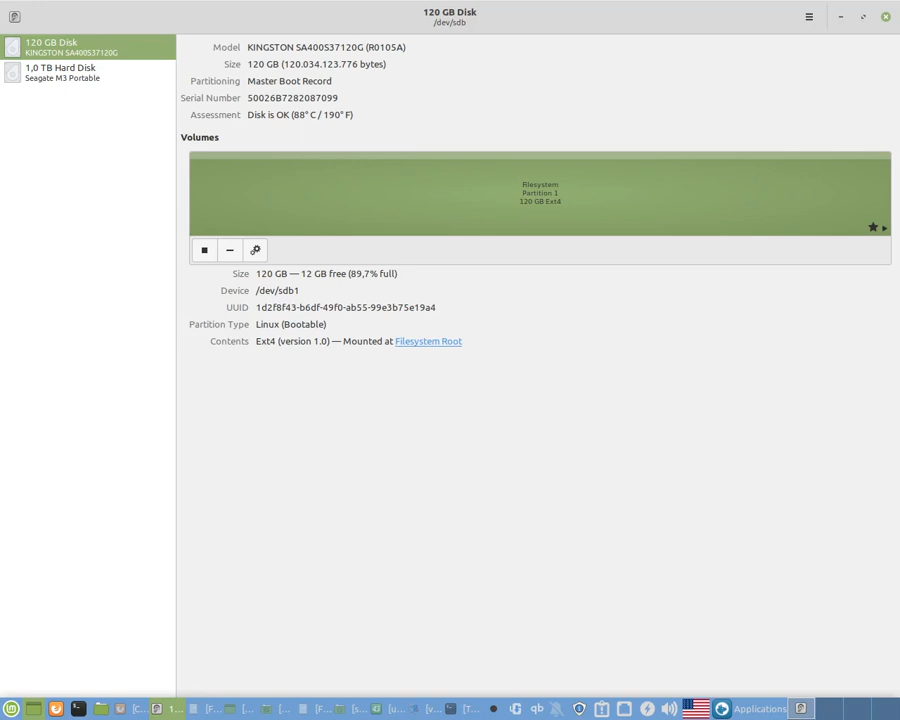 120 GB Disk
/dev/sdb
120 GB Disk
KINGSTON SA400S37120G
1,0 TB Hard Disk
Seagate M3 Portable
Model KINGSTON SA400S37120G (R0105A)
Size 120 GB (120.034.123.776 bytes)
Partitioning Master Boot Record
Serial Number 50026B7282087099
Assessment Disk is OK (88° C / 190° F)
Volumes
Filesystem
Partition 1
120 GB Ext4
Size 120 GB — 12 GB free (89,7% full)
Device /dev/sdb1
UUID 1d2f8f43-b6df-49f0-ab55-99e3b75e19a4
Partition Type Linux (Bootable)
Contents Ext4 (version 1.0) — Mounted at Filesystem Root
[C... 1... [F... [... [... [F... [s... [u... [v... [T... qb Applications